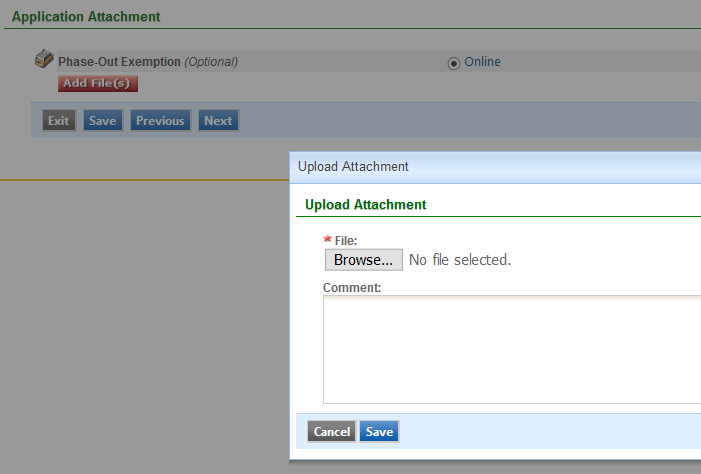 Application Attachment
Phase-Out Exemption (Optional) Online
Add File(s)
Exit Save Previous Next
Upload Attachment
Upload Attachment
* File:
Browse... No file selected.
Comment:
Cancel Save